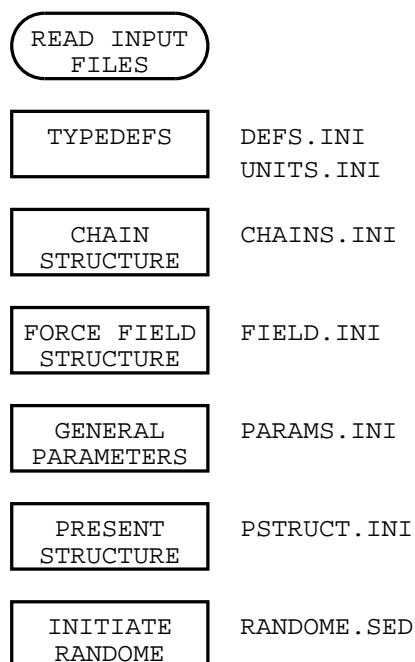 READ INPUT
FILES
TYPEDEFS
DEFS.INI
UNITS.INI
CHAIN
STRUCTURE
CHAINS.INI
FORCE FIELD
STRUCTURE
FIELD.INI
GENERAL
PARAMETERS
PARAMS.INI
PRESENT
STRUCTURE
PSTRUCT.INI
INITIATE
RANDOME
RANDOME.SED